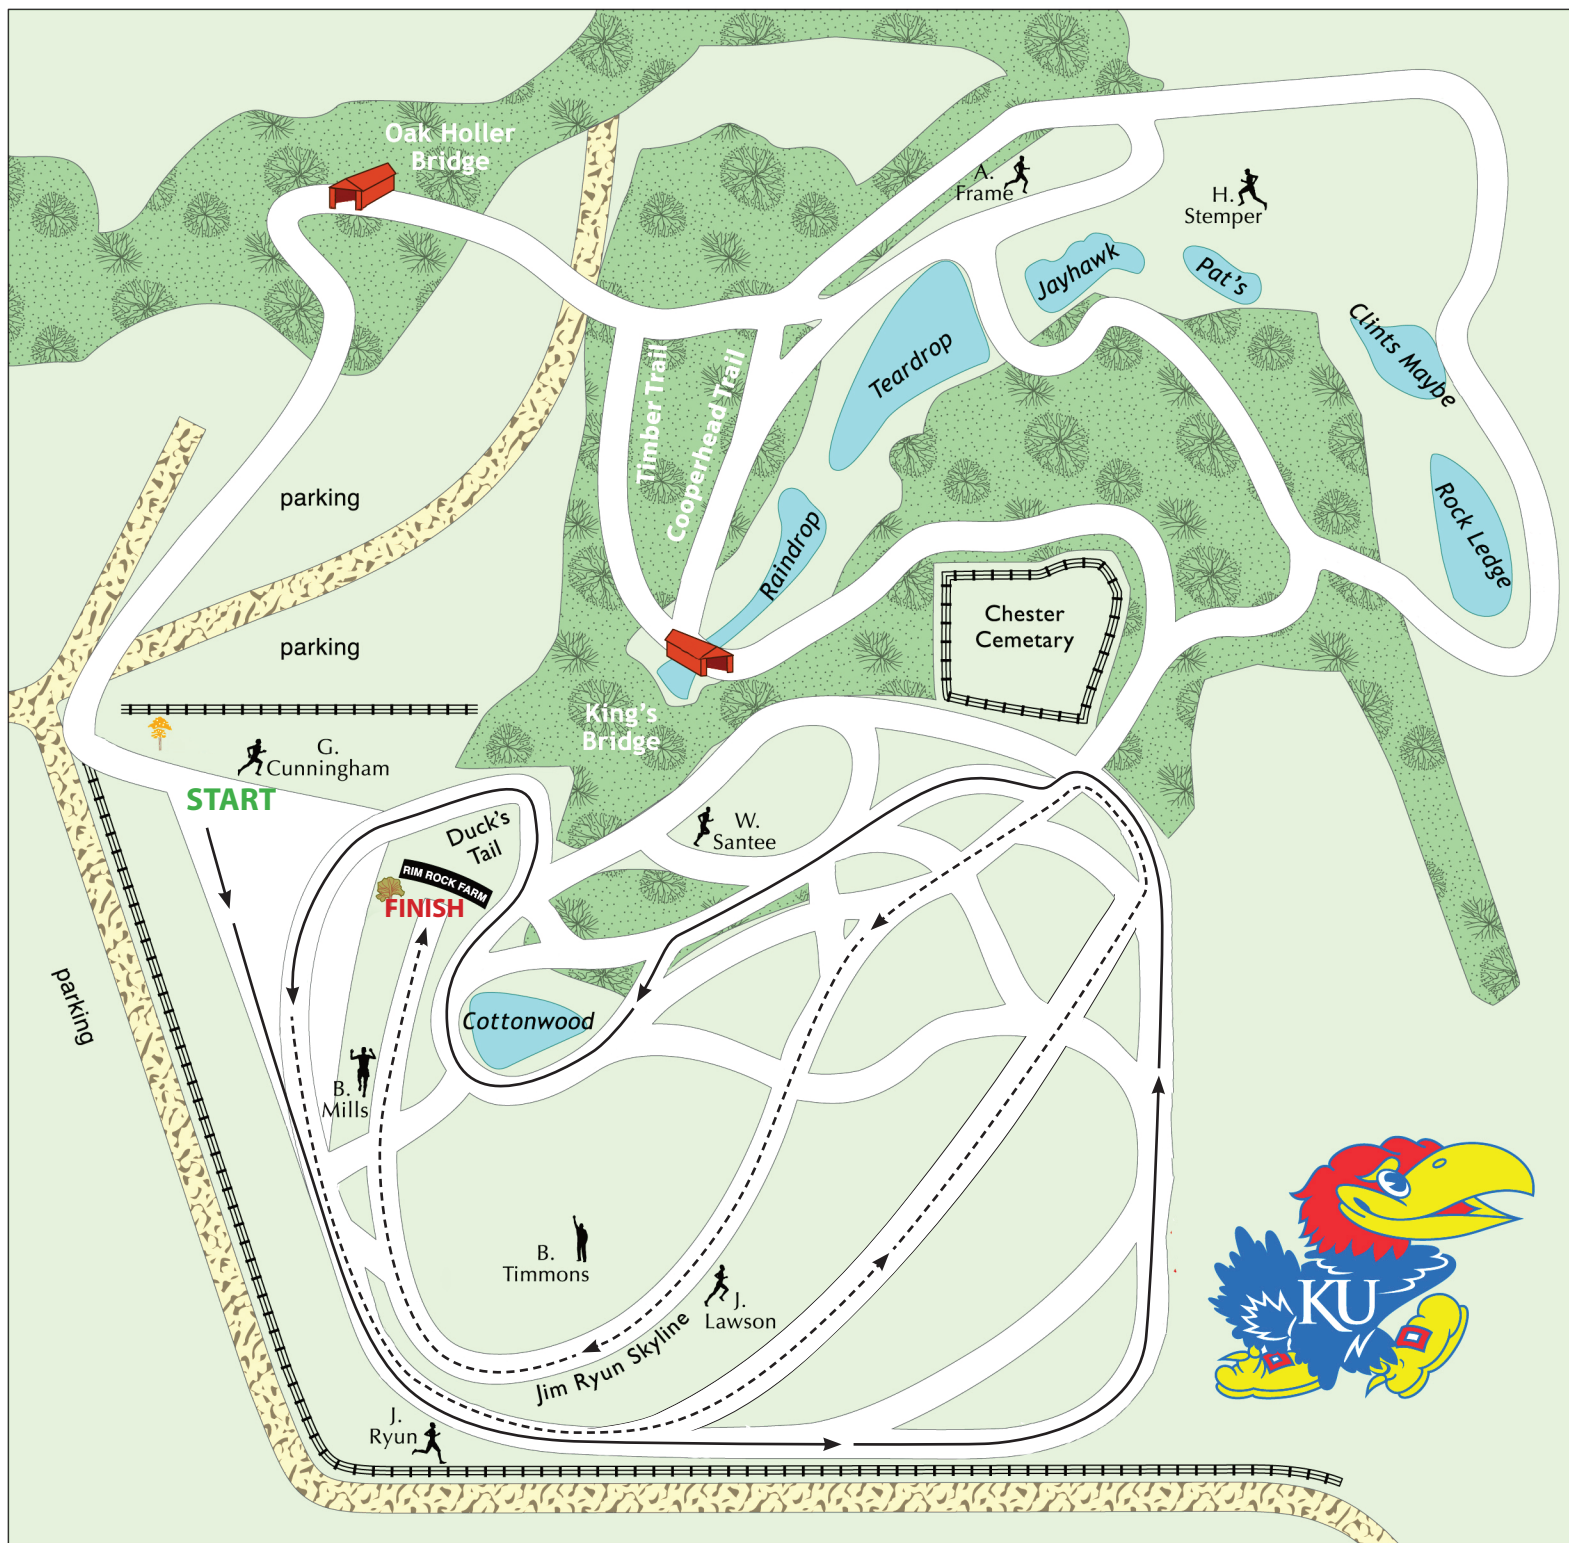 Oak Holler
Bridge
A.
Frame
H.
Stemper
Jayhawk
Pat's
Clints Maybe
Teardrop
Timber Trail
Cooperhead Trail
Rock Ledge
parking
Raindrop
Chester
Cemetary
parking
King's
Bridge
G.
Cunningham
START
Duck's
Tail
W.
Santee
RIM ROCK FARM
FINISH
parking
Cottonwood
B.
Mills
B.
Timmons
J.
Lawson
Jim Ryun Skyline
KU
J.
Ryun